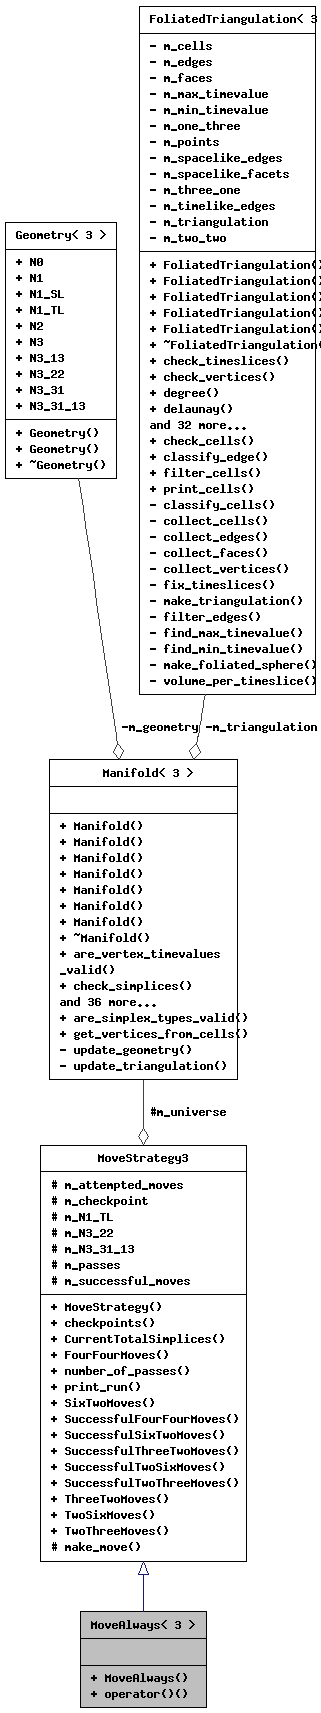 FoliatedTriangulation< 3
- m_cells
- m_edges
- m_faces
- m_max_timevalue
- m_min_timevalue
- m_one_three
- m_points
- m_spacelike_edges
- m_spacelike_facets
- m_three_one
- m_timelike_edges
- m_triangulation
- m_two_two
+ FoliatedTriangulation()
+ FoliatedTriangulation()
+ FoliatedTriangulation()
+ FoliatedTriangulation()
+ FoliatedTriangulation()
+ ~FoliatedTriangulation(
+ check_timeslices()
+ check_vertices()
+ degree()
+ delaunay()
and 32 more...
+ check_cells()
+ classify_edge()
+ filter_cells()
+ print_cells()
- classify_cells()
- collect_cells()
- collect_edges()
- collect_faces()
- collect_vertices()
- fix_timeslices()
- make_triangulation()
- filter_edges()
- find_max_timevalue()
- find_min_timevalue()
- make_foliated_sphere()
- volume_per_timeslice()
Geometry< 3 >
+ N0
+ N1
+ N1_SL
+ N1_TL
+ N2
+ N3
+ N3_13
+ N3_22
+ N3_31
+ N3_31_13
+ Geometry()
+ Geometry()
+ ~Geometry()
-m_geometry
-m_triangulation
Manifold< 3 >
+ Manifold()
+ Manifold()
+ Manifold()
+ Manifold()
+ Manifold()
+ Manifold()
+ Manifold()
+ ~Manifold()
+ are_vertex_timevalues
_valid()
+ check_simplices()
and 36 more...
+ are_simplex_types_valid()
+ get_vertices_from_cells()
- update_geometry()
- update_triangulation()
#m_universe
MoveStrategy3
# m_attempted_moves
# m_checkpoint
# m_N1_TL
# m_N3_22
# m_N3_31_13
# m_passes
# m_successful_moves
+ MoveStrategy()
+ checkpoints()
+ CurrentTotalSimplices()
+ FourFourMoves()
+ number_of_passes()
+ print_run()
+ SixTwoMoves()
+ SuccessfulFourFourMoves()
+ SuccessfulSixTwoMoves()
+ SuccessfulThreeTwoMoves()
+ SuccessfulTwoSixMoves()
+ SuccessfulTwoThreeMoves()
+ ThreeTwoMoves()
+ TwoSixMoves()
+ TwoThreeMoves()
# make_move()
MoveAlways< 3 >
+ MoveAlways()
+ operator()()